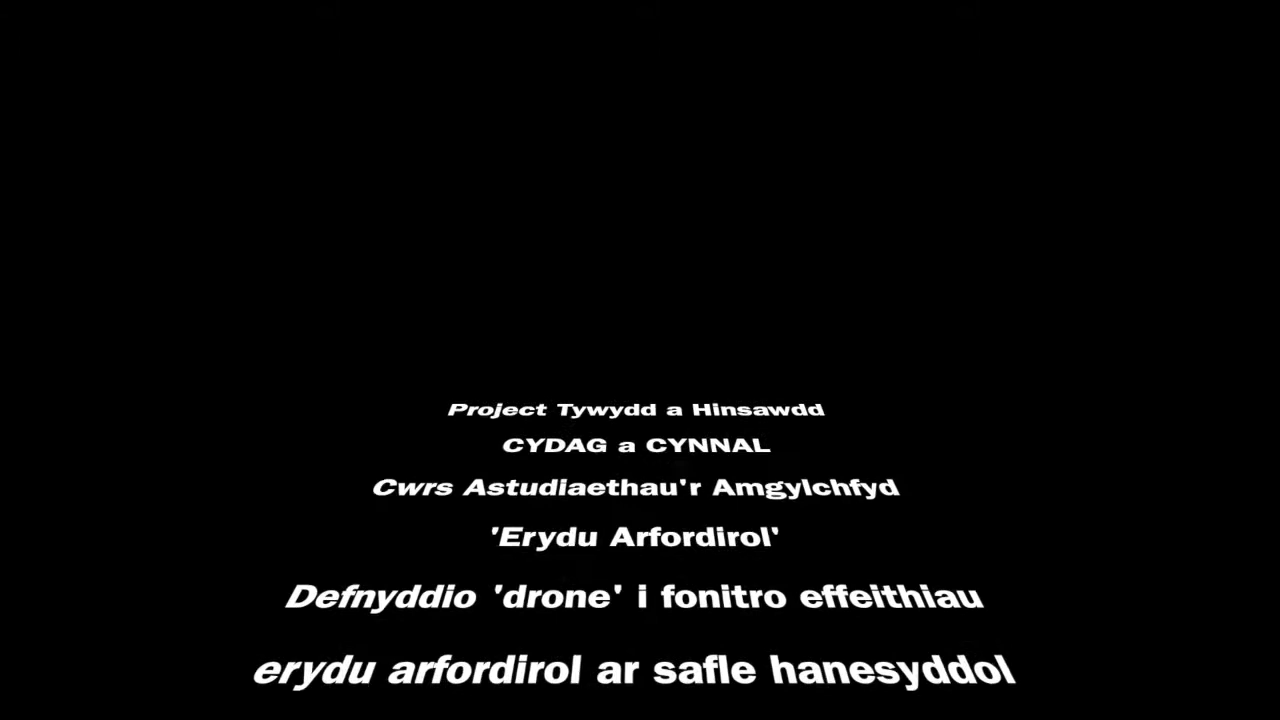 Project Tywydd a Hinsawdd
CYDAG a CYNNAL
Cwrs Astudiaethau'r Amgylchfyd
'Erydu Arfordirol'
Defnyddio 'drone' i fonitro effeithiau
erydu arfordirol ar safle hanesyddol